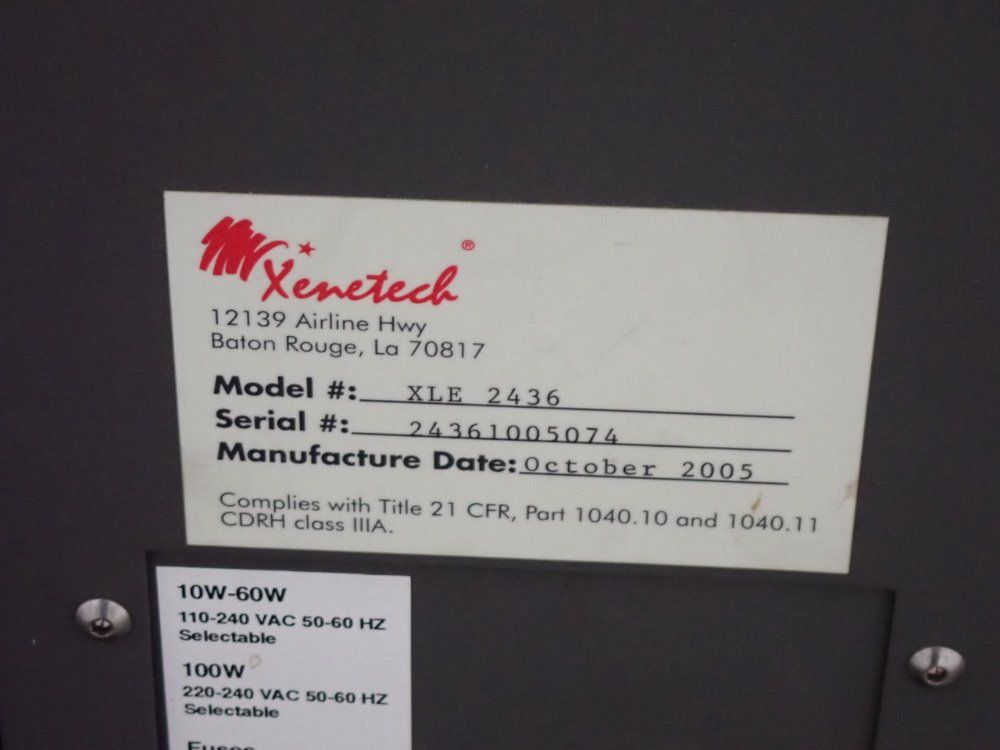 Xenetech®
12139 Airline Hwy
Baton Rouge, La 70817
Model #: XLE 2436
Serial #: 24361005074
Manufacture Date: October 2005
Complies with Title 21 CFR, Part 1040.10 and 1040.11
CDRH class IIIA.
10W-60W
110-240 VAC 50-60 HZ
Selectable
100W
220-240 VAC 50-60 HZ
Selectable
Fuses